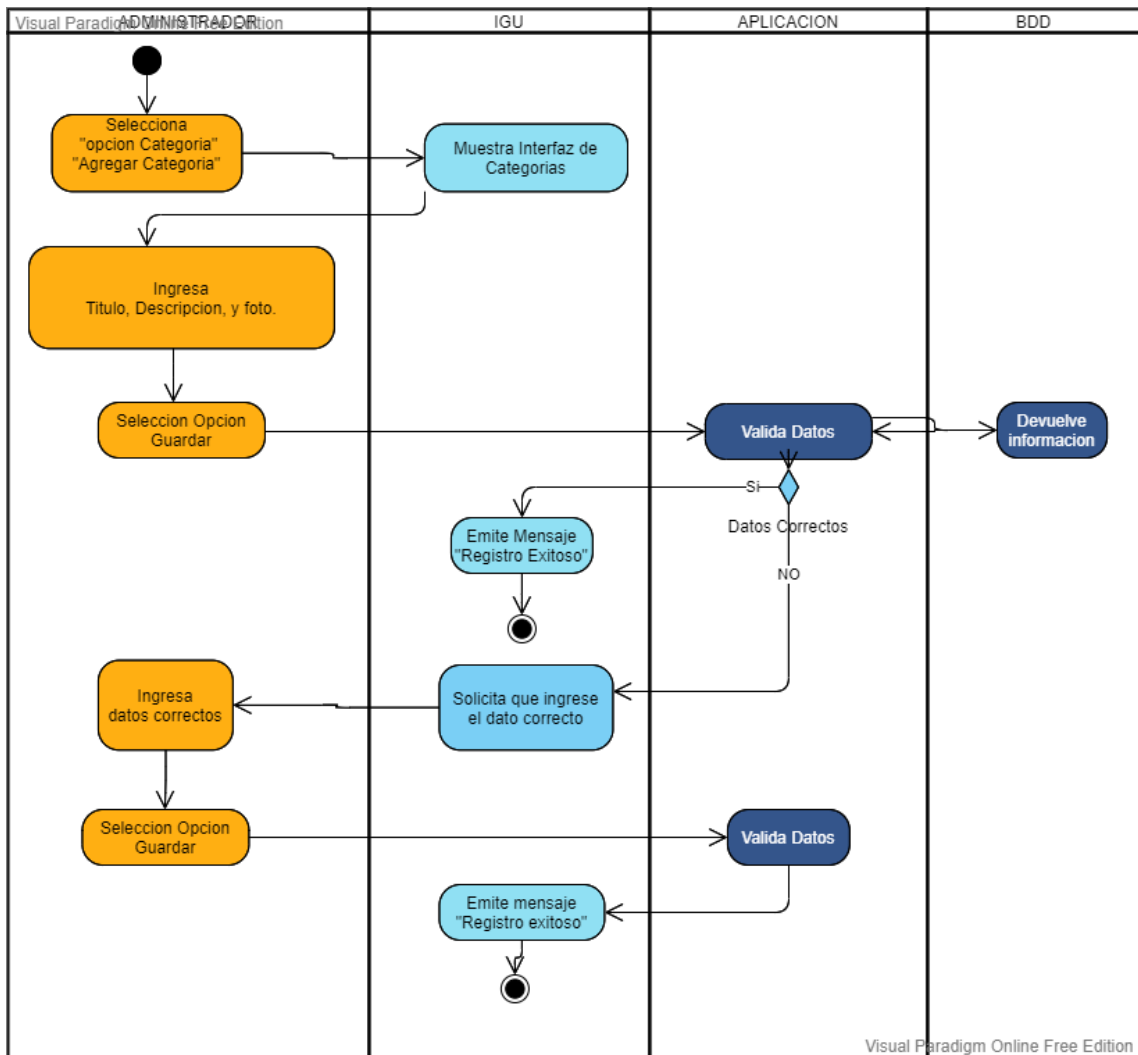 Visual Paradigm Online Free Edition
ADMINISTRADOR
IGU
APLICACION
BDD
Selecciona
"opcion Categoria"
"Agregar Categoria"
Muestra Interfaz de
Categorias
Ingresa
Titulo, Descripcion, y foto.
Seleccion Opcion
Guardar
Valida Datos
Devuelve
informacion
Si
Datos Correctos
Emite Mensaje
"Registro Exitoso"
NO
Ingresa
datos correctos
Solicita que ingrese
el dato correcto
Seleccion Opcion
Guardar
Valida Datos
Emite mensaje
"Registro exitoso"
Visual Paradigm Online Free Edition